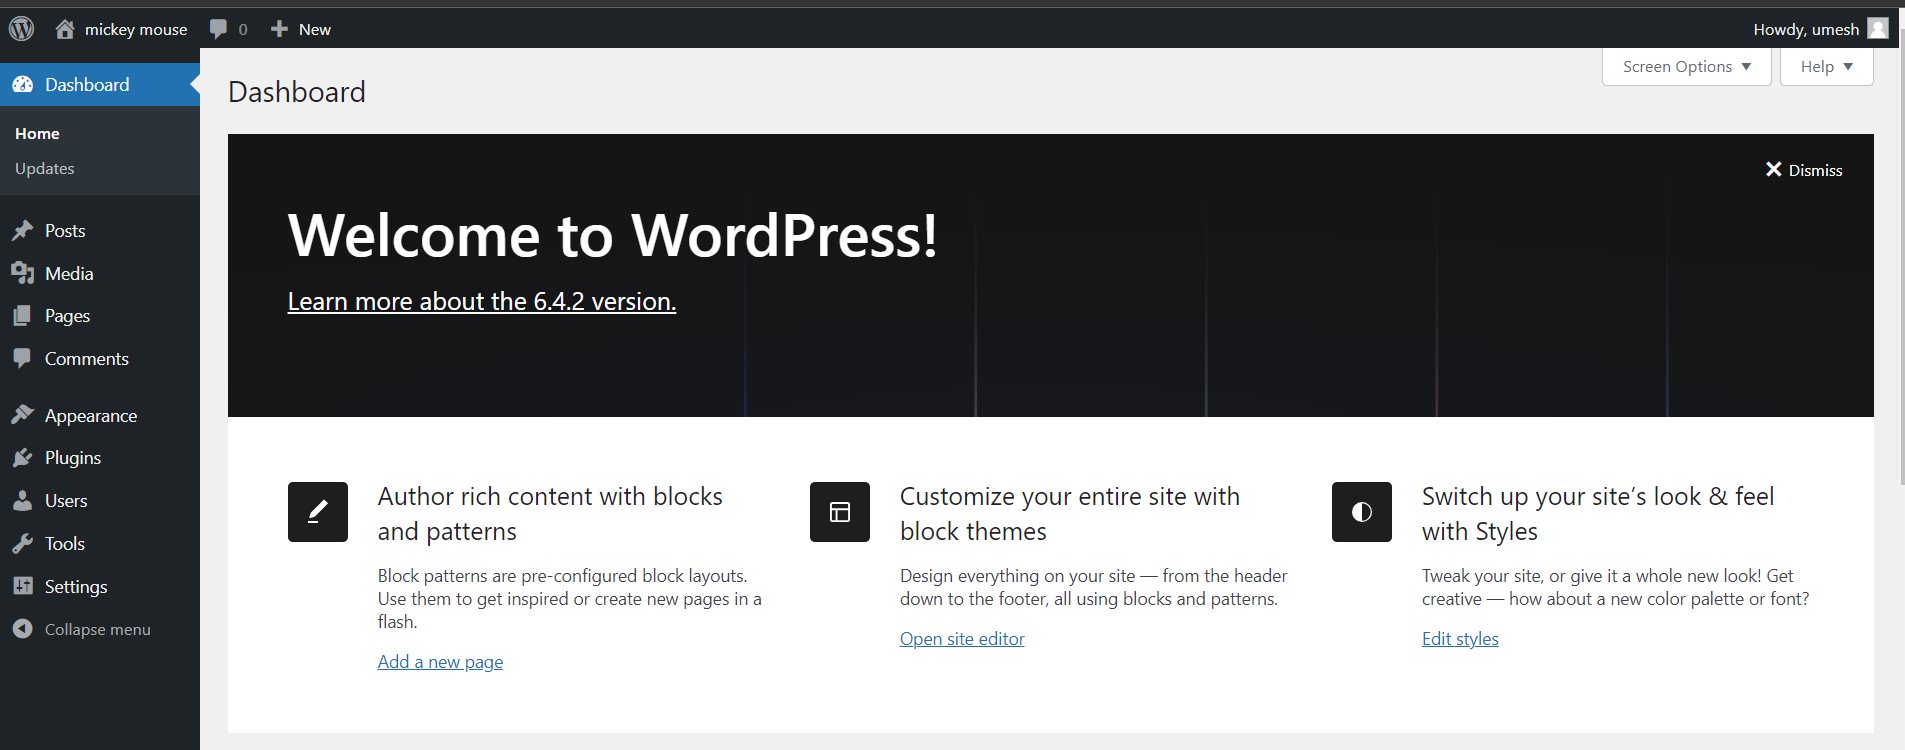 mickey mouse 0 New Howdy, umesh
Dashboard
Home
Updates
Posts
Media
Pages
Comments
Appearance
Plugins
Users
Tools
Settings
Collapse menu
Screen Options Help
Dashboard
Dismiss
Welcome to WordPress!
Learn more about the 6.4.2 version.
Author rich content with blocks
and patterns
Block patterns are pre-configured block layouts.
Use them to get inspired or create new pages in a
flash.
Add a new page
Customize your entire site with
block themes
Design everything on your site — from the header
down to the footer, all using blocks and patterns.
Open site editor
Switch up your site’s look & feel
with Styles
Tweak your site, or give it a whole new look! Get
creative — how about a new color palette or font?
Edit styles